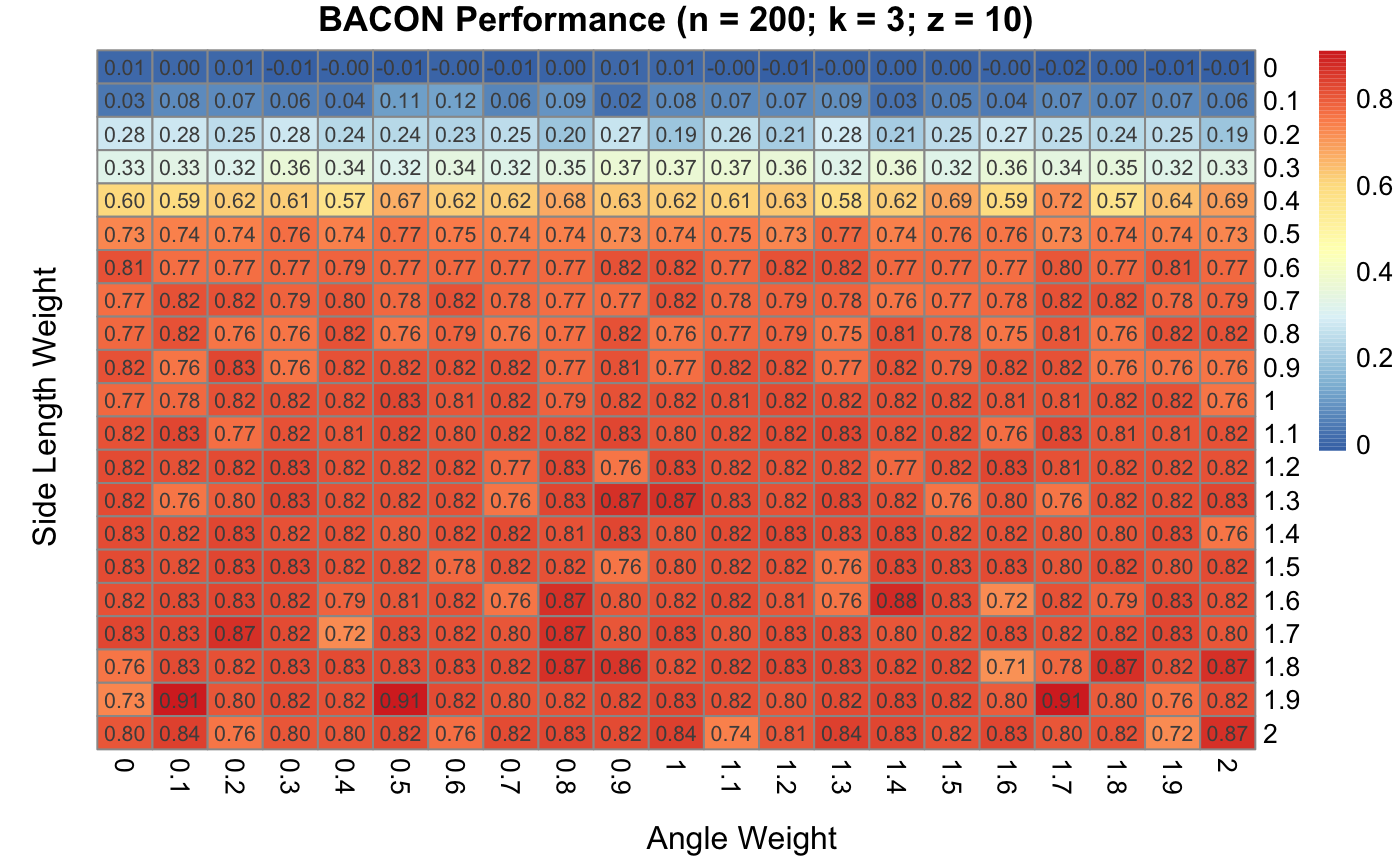 BACON Performance (n = 200; k = 3; z = 10)
0.01 0.00 0.01 -0.01 -0.00 -0.01 -0.00 -0.01 0.00 0.01 0.01 -0.00 -0.01 -0.00 0.00 0.00 -0.00 -0.02 0.00 -0.01 -0.01 0
0.03 0.08 0.07 0.06 0.04 0.11 0.12 0.06 0.09 0.02 0.08 0.07 0.07 0.09 0.03 0.05 0.04 0.07 0.07 0.07 0.06 0.1
0.28 0.28 0.25 0.28 0.24 0.24 0.23 0.25 0.20 0.27 0.19 0.26 0.21 0.28 0.21 0.25 0.27 0.25 0.24 0.25 0.19 0.2
0.33 0.33 0.32 0.36 0.34 0.32 0.34 0.32 0.35 0.37 0.37 0.37 0.36 0.32 0.36 0.32 0.36 0.34 0.35 0.32 0.33 0.3
0.60 0.59 0.62 0.61 0.57 0.67 0.62 0.62 0.68 0.63 0.62 0.61 0.63 0.58 0.62 0.69 0.59 0.72 0.57 0.64 0.69 0.4
0.73 0.74 0.74 0.76 0.74 0.77 0.75 0.74 0.74 0.73 0.74 0.75 0.73 0.77 0.74 0.76 0.76 0.73 0.74 0.74 0.73 0.5
0.81 0.77 0.77 0.77 0.79 0.77 0.77 0.77 0.77 0.82 0.82 0.77 0.82 0.82 0.77 0.77 0.77 0.80 0.77 0.81 0.77 0.6
0.77 0.82 0.82 0.79 0.80 0.78 0.82 0.78 0.77 0.77 0.82 0.78 0.79 0.78 0.76 0.77 0.78 0.82 0.82 0.78 0.79 0.7
0.77 0.82 0.76 0.76 0.82 0.76 0.79 0.76 0.77 0.82 0.76 0.77 0.79 0.75 0.81 0.78 0.75 0.81 0.76 0.82 0.82 0.8
0.82 0.76 0.83 0.76 0.82 0.82 0.82 0.82 0.77 0.81 0.77 0.82 0.82 0.77 0.82 0.79 0.82 0.82 0.76 0.76 0.76 0.9
0.77 0.78 0.82 0.82 0.82 0.83 0.81 0.82 0.79 0.82 0.82 0.81 0.82 0.82 0.82 0.82 0.81 0.81 0.82 0.82 0.76 1
0.82 0.83 0.77 0.82 0.81 0.82 0.80 0.82 0.82 0.83 0.80 0.82 0.82 0.83 0.82 0.82 0.76 0.83 0.81 0.81 0.82 1.1
0.82 0.82 0.82 0.83 0.82 0.82 0.82 0.77 0.83 0.76 0.83 0.82 0.82 0.82 0.77 0.82 0.83 0.81 0.82 0.82 0.82 1.2
0.82 0.76 0.80 0.83 0.82 0.82 0.82 0.76 0.83 0.87 0.87 0.83 0.82 0.83 0.82 0.76 0.80 0.76 0.82 0.82 0.83 1.3
0.83 0.82 0.83 0.82 0.82 0.80 0.82 0.82 0.81 0.83 0.80 0.82 0.83 0.83 0.83 0.82 0.82 0.80 0.80 0.83 0.76 1.4
0.83 0.82 0.83 0.83 0.82 0.82 0.78 0.82 0.82 0.76 0.80 0.82 0.82 0.76 0.83 0.83 0.83 0.80 0.82 0.80 0.82 1.5
0.82 0.83 0.83 0.82 0.79 0.81 0.82 0.76 0.87 0.80 0.82 0.82 0.81 0.76 0.88 0.83 0.72 0.82 0.79 0.83 0.82 1.6
0.83 0.83 0.87 0.82 0.72 0.83 0.82 0.80 0.87 0.80 0.83 0.80 0.83 0.83 0.80 0.82 0.83 0.82 0.82 0.83 0.80 1.7
0.76 0.83 0.82 0.83 0.83 0.83 0.83 0.82 0.87 0.86 0.82 0.82 0.83 0.83 0.82 0.82 0.71 0.78 0.87 0.82 0.87 1.8
0.73 0.91 0.80 0.82 0.82 0.91 0.82 0.80 0.82 0.82 0.83 0.82 0.80 0.82 0.83 0.82 0.80 0.91 0.80 0.76 0.82 1.9
0.80 0.84 0.76 0.80 0.80 0.82 0.76 0.82 0.83 0.82 0.84 0.74 0.81 0.84 0.83 0.82 0.83 0.80 0.82 0.72 0.87 2
0 0.1 0.2 0.3 0.4 0.5 0.6 0.7 0.8 0.9 1 1.1 1.2 1.3 1.4 1.5 1.6 1.7 1.8 1.9 2
Angle Weight
Side Length Weight
0.8
0.6
0.4
0.2
0